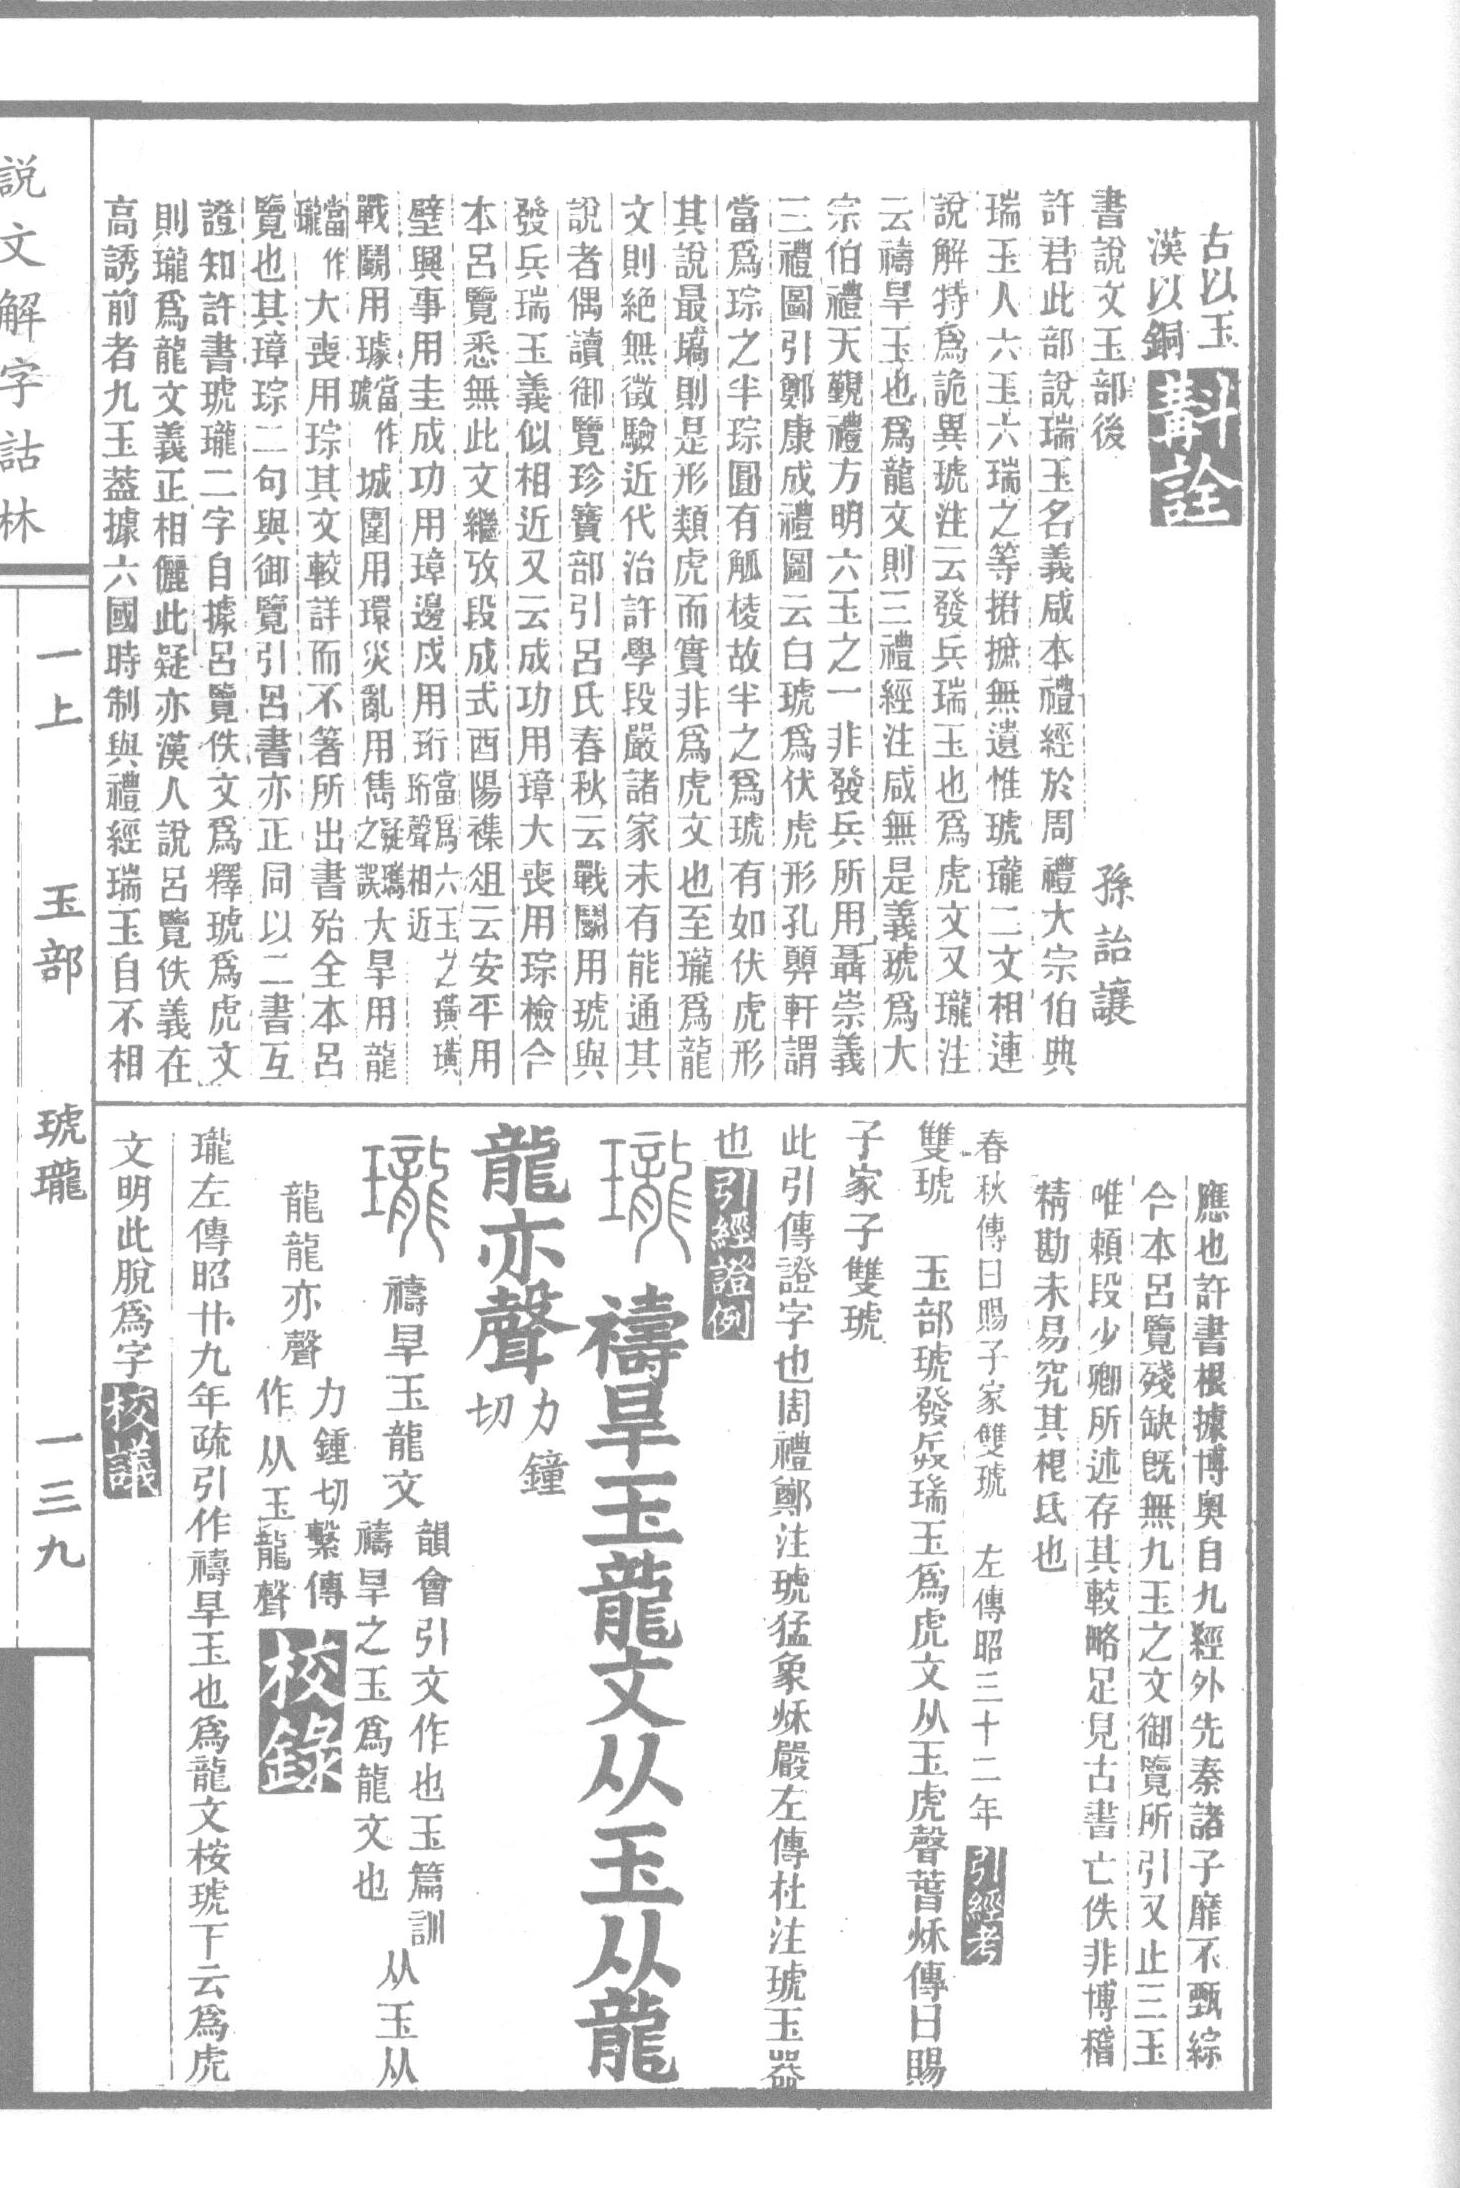 古以玉
漢以銅
斠詮
書說文玉部後
孫詒讓
許君此部說瑞玉名義咸本禮經於周禮大宗伯典
瑞玉人六玉六瑞之等捃摭無遺惟琥瓏二文相連
說解特爲詭異琥注云發兵瑞玉也爲虎文又瓏注
云禱旱玉也爲龍文則三禮經注咸無是義琥爲大
宗伯禮天覲禮方明六玉之一非發兵所用聶崇義
三禮圖引鄭康成禮圖云白琥爲伏虎形孔㢲軒謂
當爲琮之半琮圓有觚棱故半之爲琥有如伏虎形
其說最塙則是形類虎而實非爲虎文也至瓏爲龍
文則絕無徵驗近代治許學段嚴諸家未有能通其
說者偶讀御覽珍寶部引呂氏春秋云戰鬭用琥與
發兵瑞玉義似相近又云成功用璋大喪用琮檢今
本呂覽悉無此文繼攷段成式酉陽襍俎云安平用
壁興事用圭成功用璋邊戍用珩當爲六玉之璜璜珩聲相近
戰鬭用璩當作琥城圍用環災亂用雋疑瓗之誤大旱用龍
當作瓏大喪用琮其文較詳而不箸所出書殆全本呂
覽也其璋琮二句與御覽引呂書亦正同以二書互
證知許書琥瓏二字自據呂覽佚文爲釋琥爲虎文
則瓏爲龍文義正相儷此疑亦漢人說呂覽佚義在
高誘前者九玉蓋據六國時制與禮經瑞玉自不相
應也許書根據博奧自九經外先秦諸子靡不甄綜
今本呂覽殘缺旣無九玉之文御覽所引又止三玉
唯賴段少卿所述存其較略足見古書亡佚非博稽
精勘未易究其柢氐也
春秋傳曰賜子家雙琥 左傳昭三十二年 引經考
雙琥 玉部琥發兵瑞玉爲虎文从玉虎聲萅秌傳曰賜
子家子雙琥
此引傳證字也周禮鄭注琥猛象秌嚴左傳杜注琥玉器
也 引經證例
瓏 禱旱玉龍文从玉从龍
龍亦聲 力鐘切
瓏 禱旱玉龍文 韻會引文作也玉篇訓禱旱之玉爲龍文也 从玉从
龍龍亦聲 力鍾切繫傳作从玉龍聲 校錄
瓏左傳昭卄九年疏引作禱旱玉也爲龍文桉琥下云爲虎
文明此脫爲字 校議
說文解字詁林
一上
玉部
琥瓏
一三九